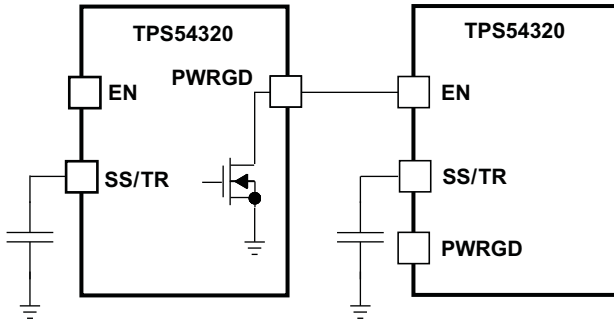 TPS54320
PWRGD
EN
SS/TR
TPS54320
EN
SS/TR
PWRGD